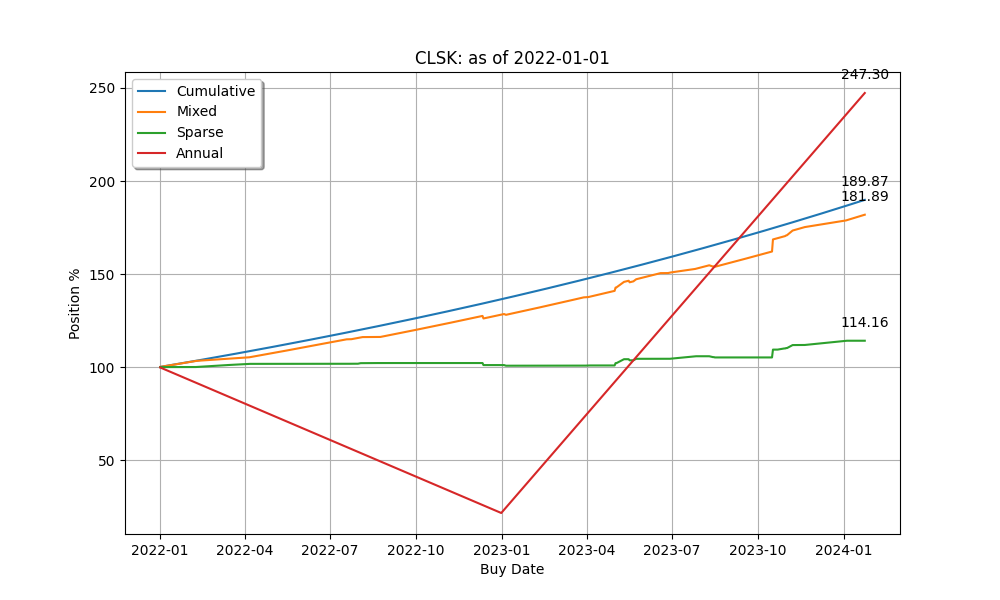 CLSK: as of 2022-01-01
Cumulative
Mixed
Sparse
Annual
247.30
189.87
181.89
114.16
250
200
150
100
50
Position %
2022-01 2022-04 2022-07 2022-10 2023-01 2023-04 2023-07 2023-10 2024-01
Buy Date